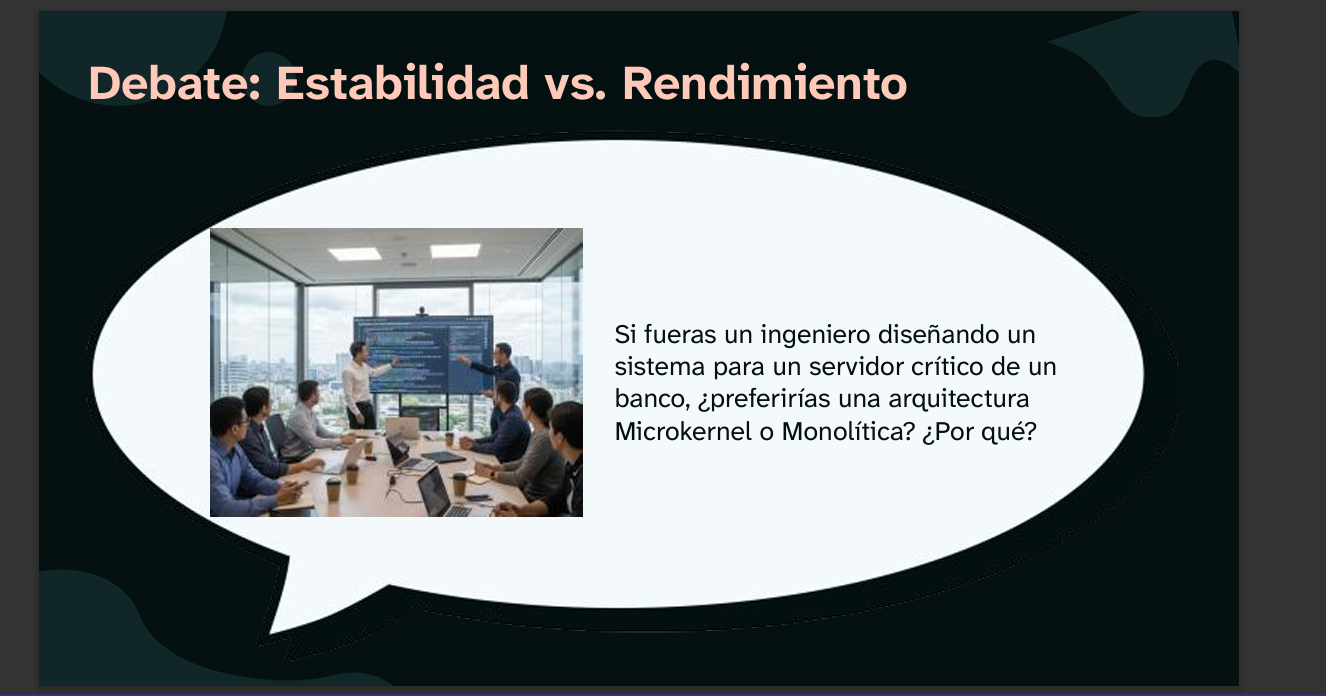 Debate: Estabilidad vs. Rendimiento
Si fueras un ingeniero diseñando un
sistema para un servidor crítico de un
banco, ¿preferirías una arquitectura
Microkernel o Monolítica? ¿Por qué?